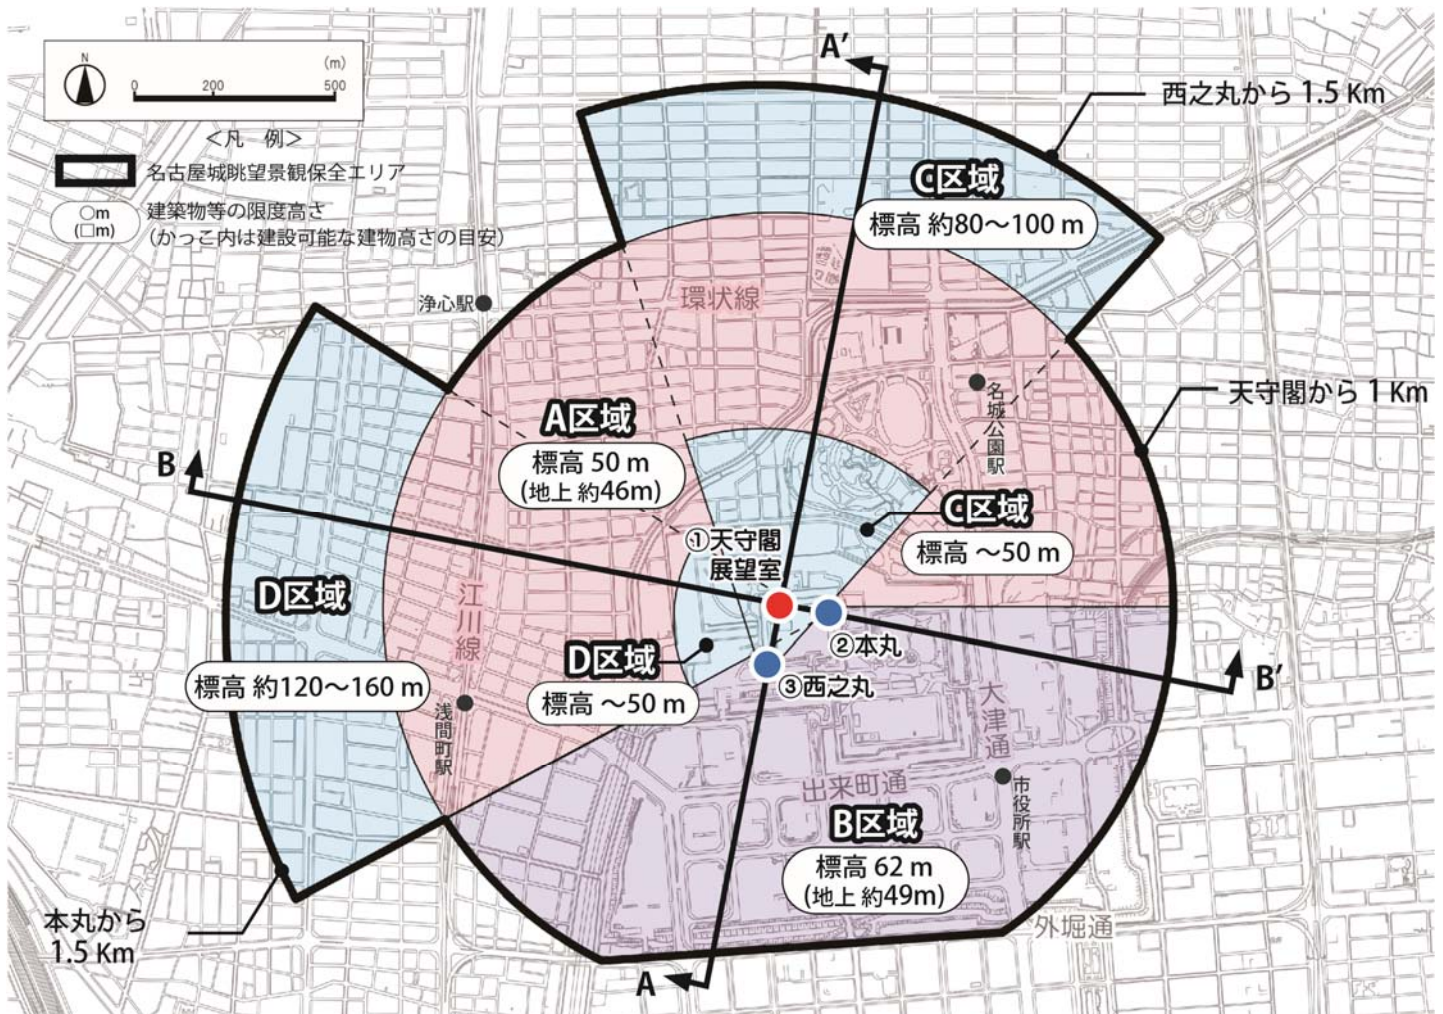 N
(m)
0 200 500
＜凡 例＞
名古屋城眺望景観保全エリア
○m
(□m)
建築物等の限度高さ
（かっこ内は建設可能な建物高さの目安）
A′
西之丸から 1.5 Km
C区域
標高 約80～100 m
環状線
浄心駅
名城公園駅
天守閣から 1 Km
A区域
標高 50 m
(地上 約46m)
B
C区域
標高 ～50 m
①天守閣
展望室
D区域
標高 約120～160 m
江川線
②本丸
D区域
標高 ～50 m
③西之丸
B′
浅間町駅
大津通
出来町通
市役所駅
B区域
標高 62 m
(地上 約49m)
本丸から
1.5 Km
外堀通
A